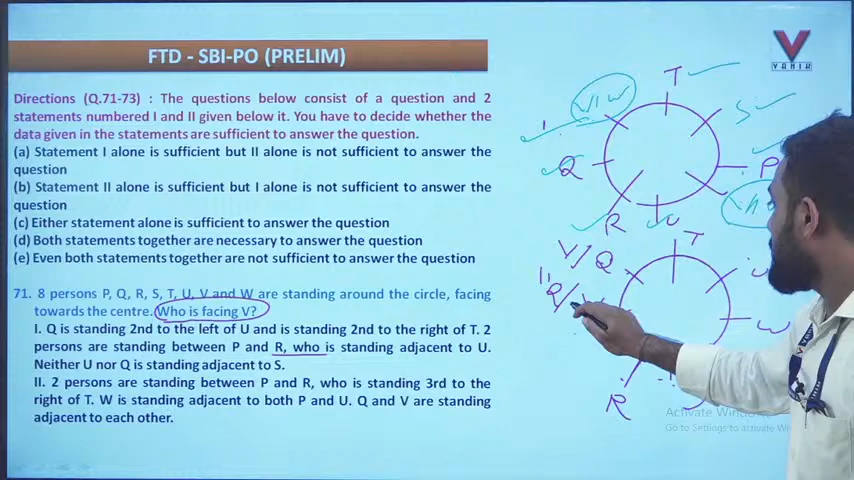 FTD - SBI-PO (PRELIM)
VANIK
Directions (Q.71-73) : The questions below consist of a question and 2
statements numbered I and II given below it. You have to decide whether the
data given in the statements are sufficient to answer the question.
(a) Statement I alone is sufficient but II alone is not sufficient to answer the
question
(b) Statement II alone is sufficient but I alone is not sufficient to answer the
question
(c) Either statement alone is sufficient to answer the question
(d) Both statements together are necessary to answer the question
(e) Even both statements together are not sufficient to answer the question
71. 8 persons P, Q, R, S, T, U, V and W are standing around the circle, facing
towards the centre. Who is facing V?
I. Q is standing 2nd to the left of U and is standing 2nd to the right of T. 2
persons are standing between P and R, who is standing adjacent to U.
Neither U nor Q is standing adjacent to S.
II. 2 persons are standing between P and R, who is standing 3rd to the
right of T. W is standing adjacent to both P and U. Q and V are standing
adjacent to each other.
T
V/W
S
I.
Q
P
R
U
T
V/Q
II
Q/
W
R
Activate Windows
Go to Settings to activate Wi